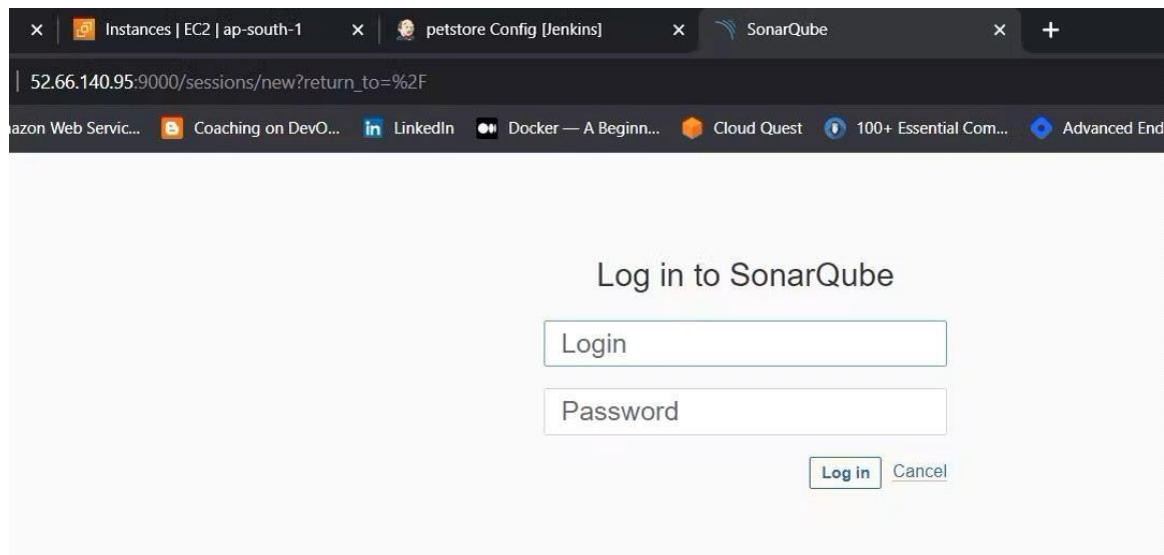 Instances | EC2 | ap-south-1 petstore Config [Jenkins] SonarQube
52.66.140.95:9000/sessions/new?return_to=%2F
azon Web Servic... Coaching on DevO... LinkedIn Docker — A Beginn... Cloud Quest 100+ Essential Com... Advanced End
Log in to SonarQube
Login
Password
Log in Cancel